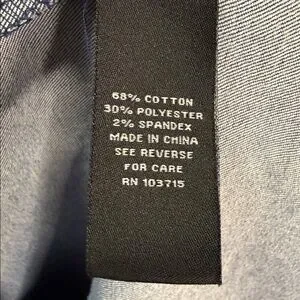 68% COTTON
30% POLYESTER
2% SPANDEX
MADE IN CHINA
SEE REVERSE
FOR CARE
RN 103715